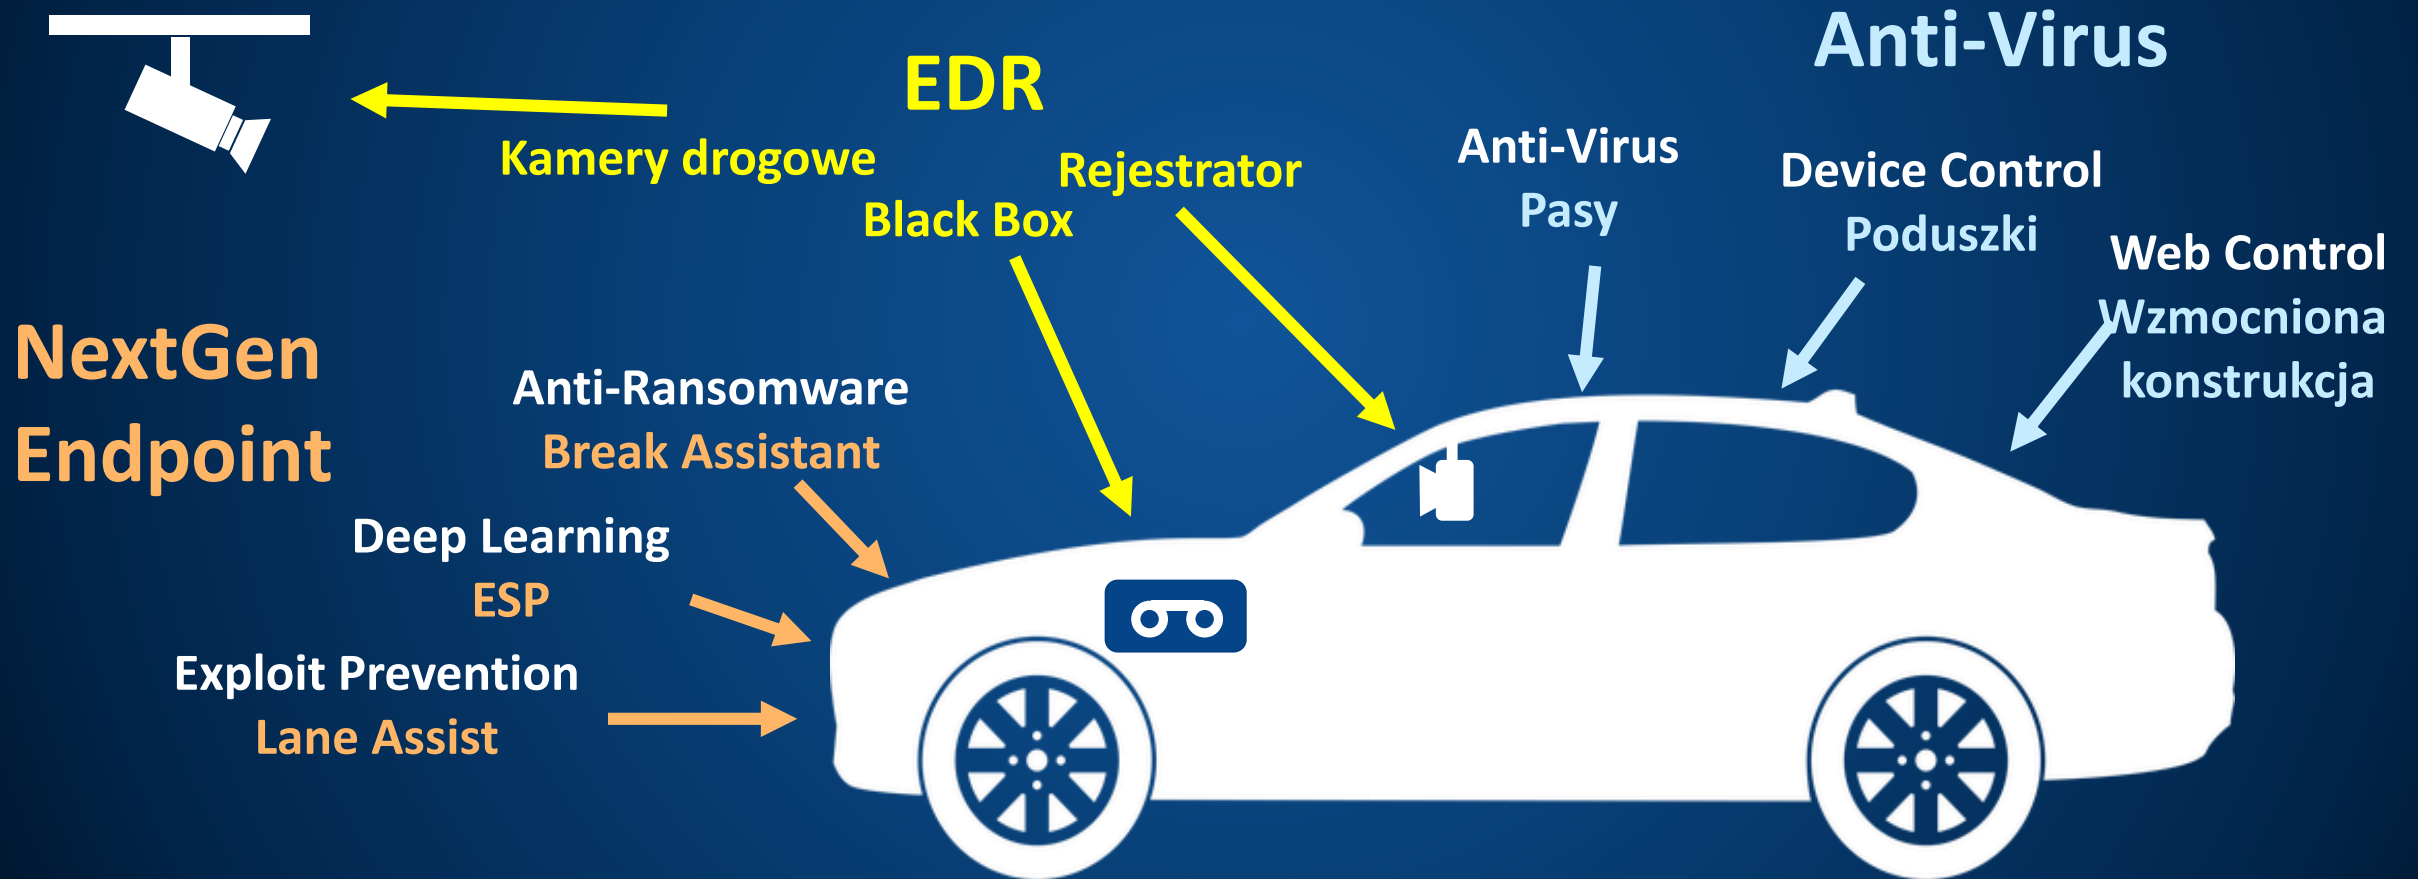 Anti-Virus
EDR
Kamery drogowe
Rejestrator
Black Box
Anti-Virus
Pasy
Device Control
Poduszki
Web Control
Wzmocniona
konstrukcja
NextGen
Endpoint
Anti-Ransomware
Break Assistant
Deep Learning
ESP
Exploit Prevention
Lane Assist